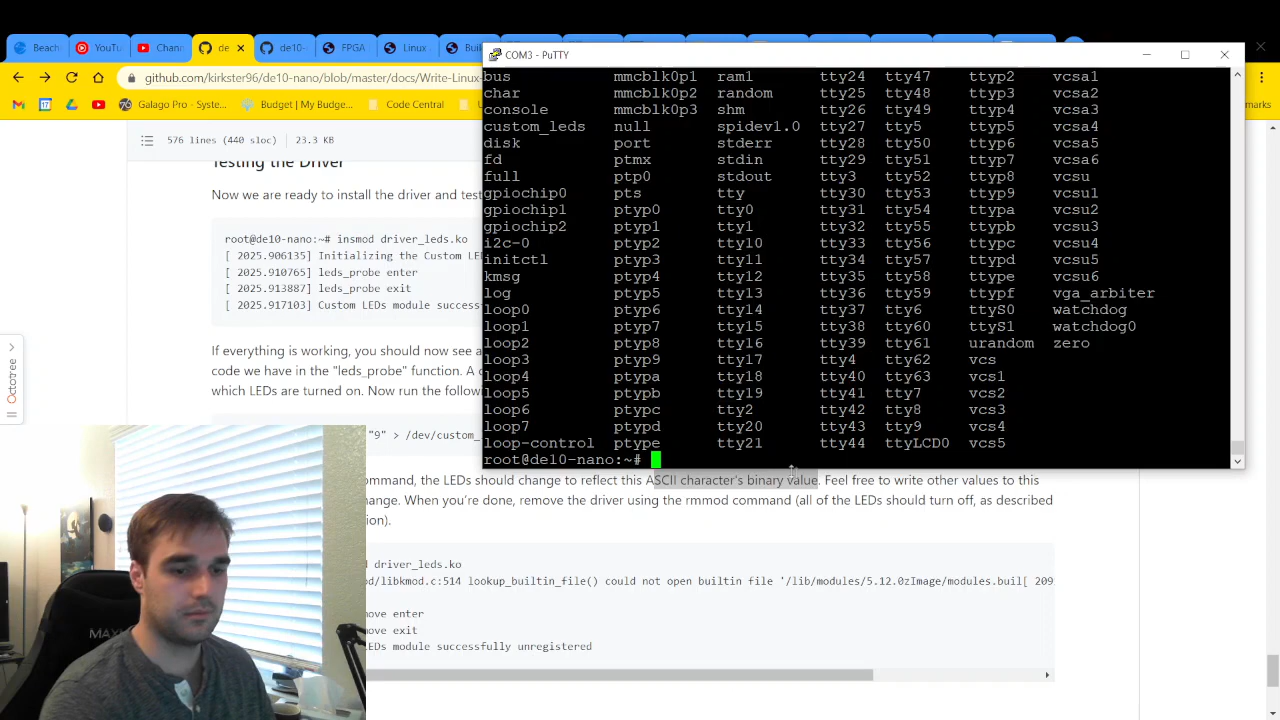 Beach
YouTu
Chann
de
de10-
FPGA
Linux
Buil
github.com/kirkster96/de10-nano/blob/master/docs/Write-Linux-
Galago Pro - Syste...
Budget | My Budge...
Code Contribution
marks
COM3 - PuTTY
576 lines (440 sloc)
23.3 KB
Testing the Driver
Now we are ready to install the driver and test
root@de10-nano:~# insmod driver_leds.ko
[ 2025.906135] Initializing the Custom LE
[ 2025.910765] leds_probe enter
[ 2025.913882] leds_probe exit
[ 2025.917103] Custom LEDs module success
If everything is working, you should now see a
code we have in the "leds_probe" function. A c
which LEDs are turned on. Now run the follow
"9" > /dev/custom_
bus mmcblk0p1 ram1 tty24 tty47 ttyp2 vcsa1
char mmcblk0p2 random tty25 tty48 ttyp3 vcsa2
console mmcblk0p3 shm tty26 tty49 ttyp4 vcsa3
custom_leds null spidev1.0 tty27 tty5 ttyp5 vcsa4
disk port stderr tty28 tty50 ttyp6 vcsa5
fd ptmx stdin tty29 tty51 ttyp7 vcsa6
full ptp0 stdout tty3 tty52 ttyp8 vcsu
gpiochip0 pts tty tty30 tty53 ttyp9 vcsu1
gpiochip1 ptyp0 tty0 tty31 tty54 ttypa vcsu2
gpiochip2 ptyp1 tty1 tty32 tty55 ttypb vcsu3
i2c-0 ptyp2 tty10 tty33 tty56 ttypc vcsu4
initctl ptyp3 tty11 tty34 tty57 ttypd vcsu5
kmsg ptyp4 tty12 tty35 tty58 ttype vcsu6
log ptyp5 tty13 tty36 tty59 ttypf vga_arbiter
loop0 ptyp6 tty14 tty37 tty6 ttyS0 watchdog
loop1 ptyp7 tty15 tty38 tty60 ttyS1 watchdog0
loop2 ptyp8 tty16 tty39 tty61 urandom zero
loop3 ptyp9 tty17 tty4 tty62 vcs
loop4 ptypa tty18 tty40 tty63 vcs1
loop5 ptypb tty19 tty41 tty7 vcs2
loop6 ptypc tty2 tty42 tty8 vcs3
loop7 ptypd tty20 tty43 tty9 vcs4
loop-control ptype tty21 tty44 ttyLCD0 vcs5
root@de10-nano:~#
ommand, the LEDs should change to reflect this ASCII character's binary value. Feel free to write other values to this
hange. When you're done, remove the driver using the rmmod command (all of the LEDs should turn off, as described
ion).
d driver_leds.ko
od/libkmod.c:514 lookup_builtin_file() could not open builtin file '/lib/modules/5.12.0zImage/modules.buil[ 209
move enter
move exit
LEDs module successfully unregistered
Octotree